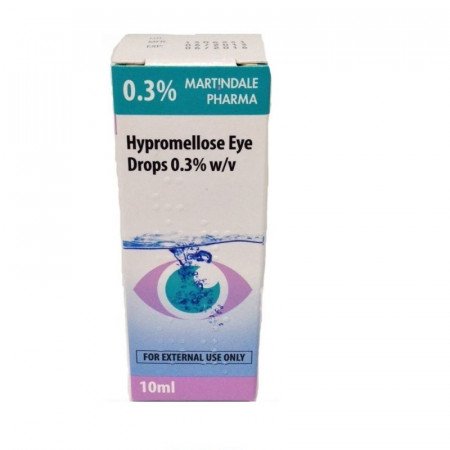 0.3% MARTINDALE
PHARMA
Hypromellose Eye
Drops 0.3% w/v
FOR EXTERNAL USE ONLY
10ml